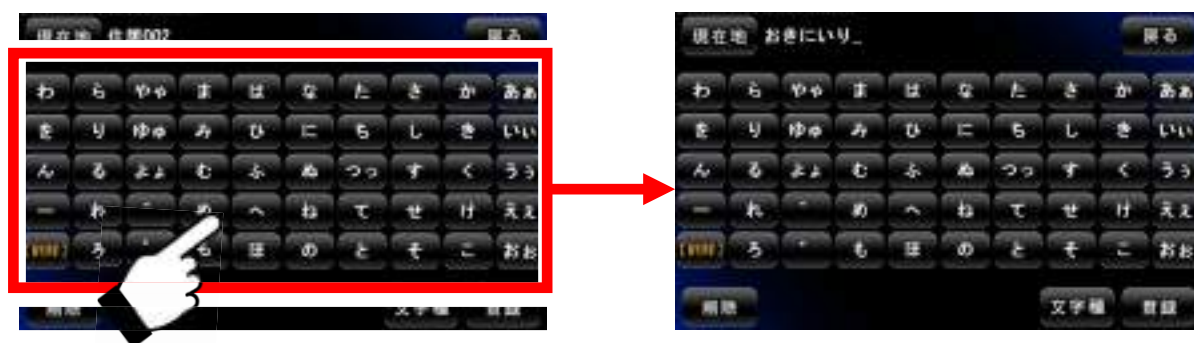 現在地 戻る
わ ら やゃ ま は な た さ か あぁ
を り ゆゅ み ひ に ち し き いぃ
ん る よょ む ふ ぬ つっ す く うぅ
ー れ ゛ め へ ね て せ け えぇ
ろ も ほ の と そ こ おぉ
文字種 登録
現在地 おきにいり_ 戻る
わ ら やゃ ま は な た さ か あぁ
を り ゆゅ み ひ に ち し き いぃ
ん る よょ む ふ ぬ つっ す く うぅ
ー れ ゛ め へ ね て せ け えぇ
ろ ゜ も ほ の と そ こ おぉ
削除 文字種 登録